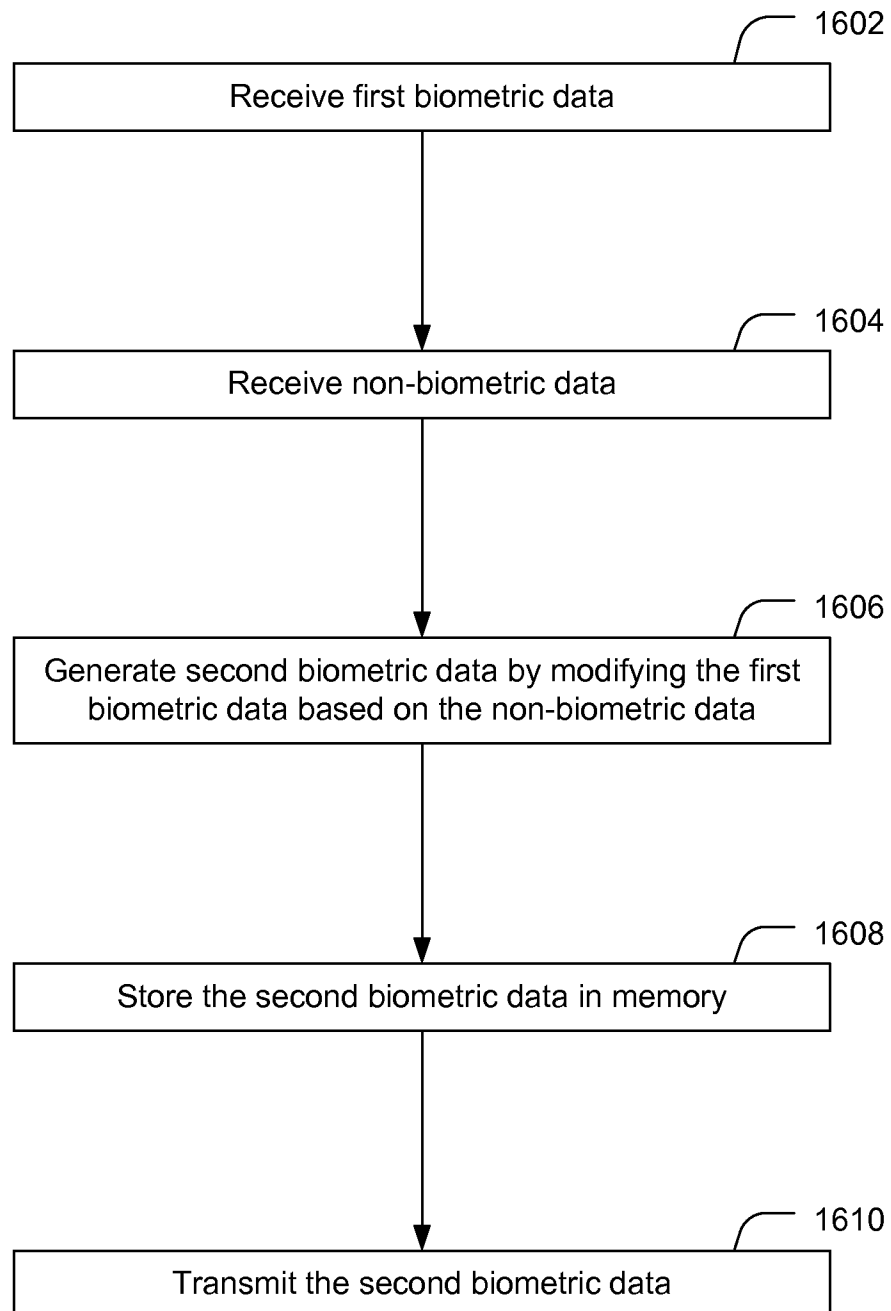 1602
Receive first biometric data
1604
Receive non-biometric data
1606
Generate second biometric data by modifying the first
biometric data based on the non-biometric data
1608
Store the second biometric data in memory
1610
Transmit the second biometric data